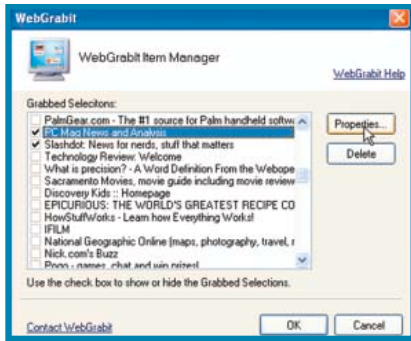 WebGrabit
WebGrabIt Item Manager
WebGrabit Help
Grabbed Selecitons:
PalmGear.com - The #1 source for Palm handheld softw
PC Mag News and Analysis
Slashdot: News for nerds, stuff that matters
Technology Review: Welcome
What is precision? - A Word Definition From the Webope
Sacramento Movies, movie guide including movie review
Discovery Kids :: Homepage
EPICURIOUS: THE WORLD'S GREATEST RECIPE CO
HowStuffWorks - Learn how Everything Works!
IFILM
National Geographic Online (maps, photography, travel, r
Nick.com's Buzz
Pogo - games, chat and win prizes!
Properties...
Delete
Use the check box to show or hide the Grabbed Selections.
Contact WebGrabit
OK
Cancel